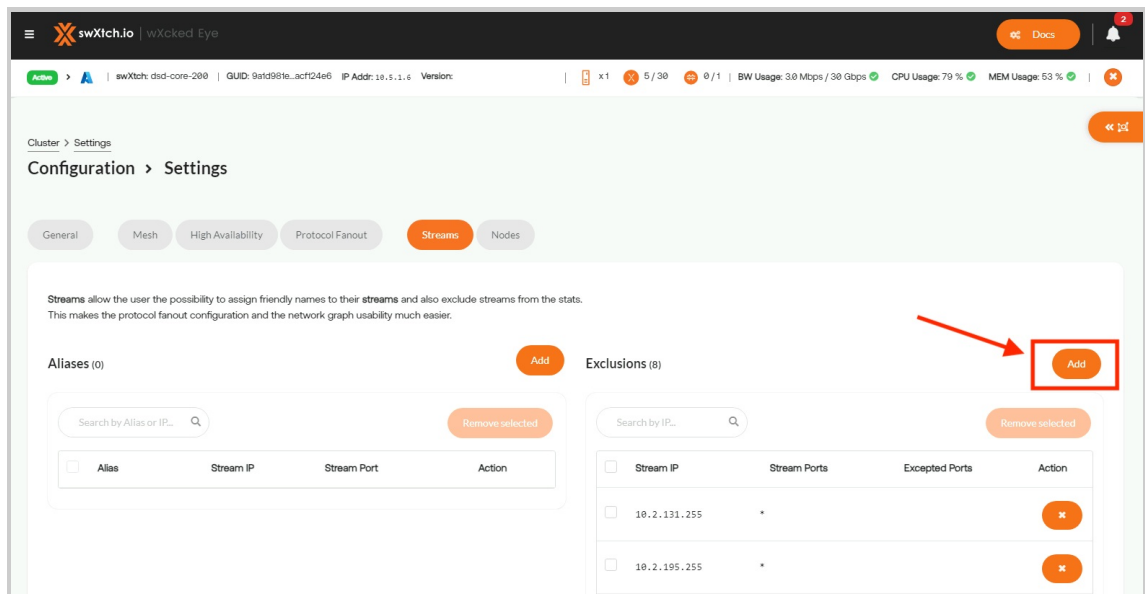 swXtch.io | wXcked Eye
Docs
2
Active > | swXtch: dsd-core-200 | GUID: 9a1d981e...acf124e6 IP Addr: 10.5.1.6 Version: | x1 5/30 0/1 | BW Usage: 3.0 Mbps / 30 Gbps CPU Usage: 79 % MEM Usage: 53 % |
Cluster > Settings
Configuration > Settings
General Mesh High Availability Protocol Fanout Streams Nodes
Streams allow the user the possibility to assign friendly names to their streams and also exclude streams from the stats.
This makes the protocol fanout configuration and the network graph usability much easier.
Aliases (0) Add
Search by Alias or IP... Remove selected
Alias Stream IP Stream Port Action
Exclusions (8) Add
Search by IP... Remove selected
Stream IP Stream Ports Excepted Ports Action
10.2.131.255 *
10.2.195.255 *